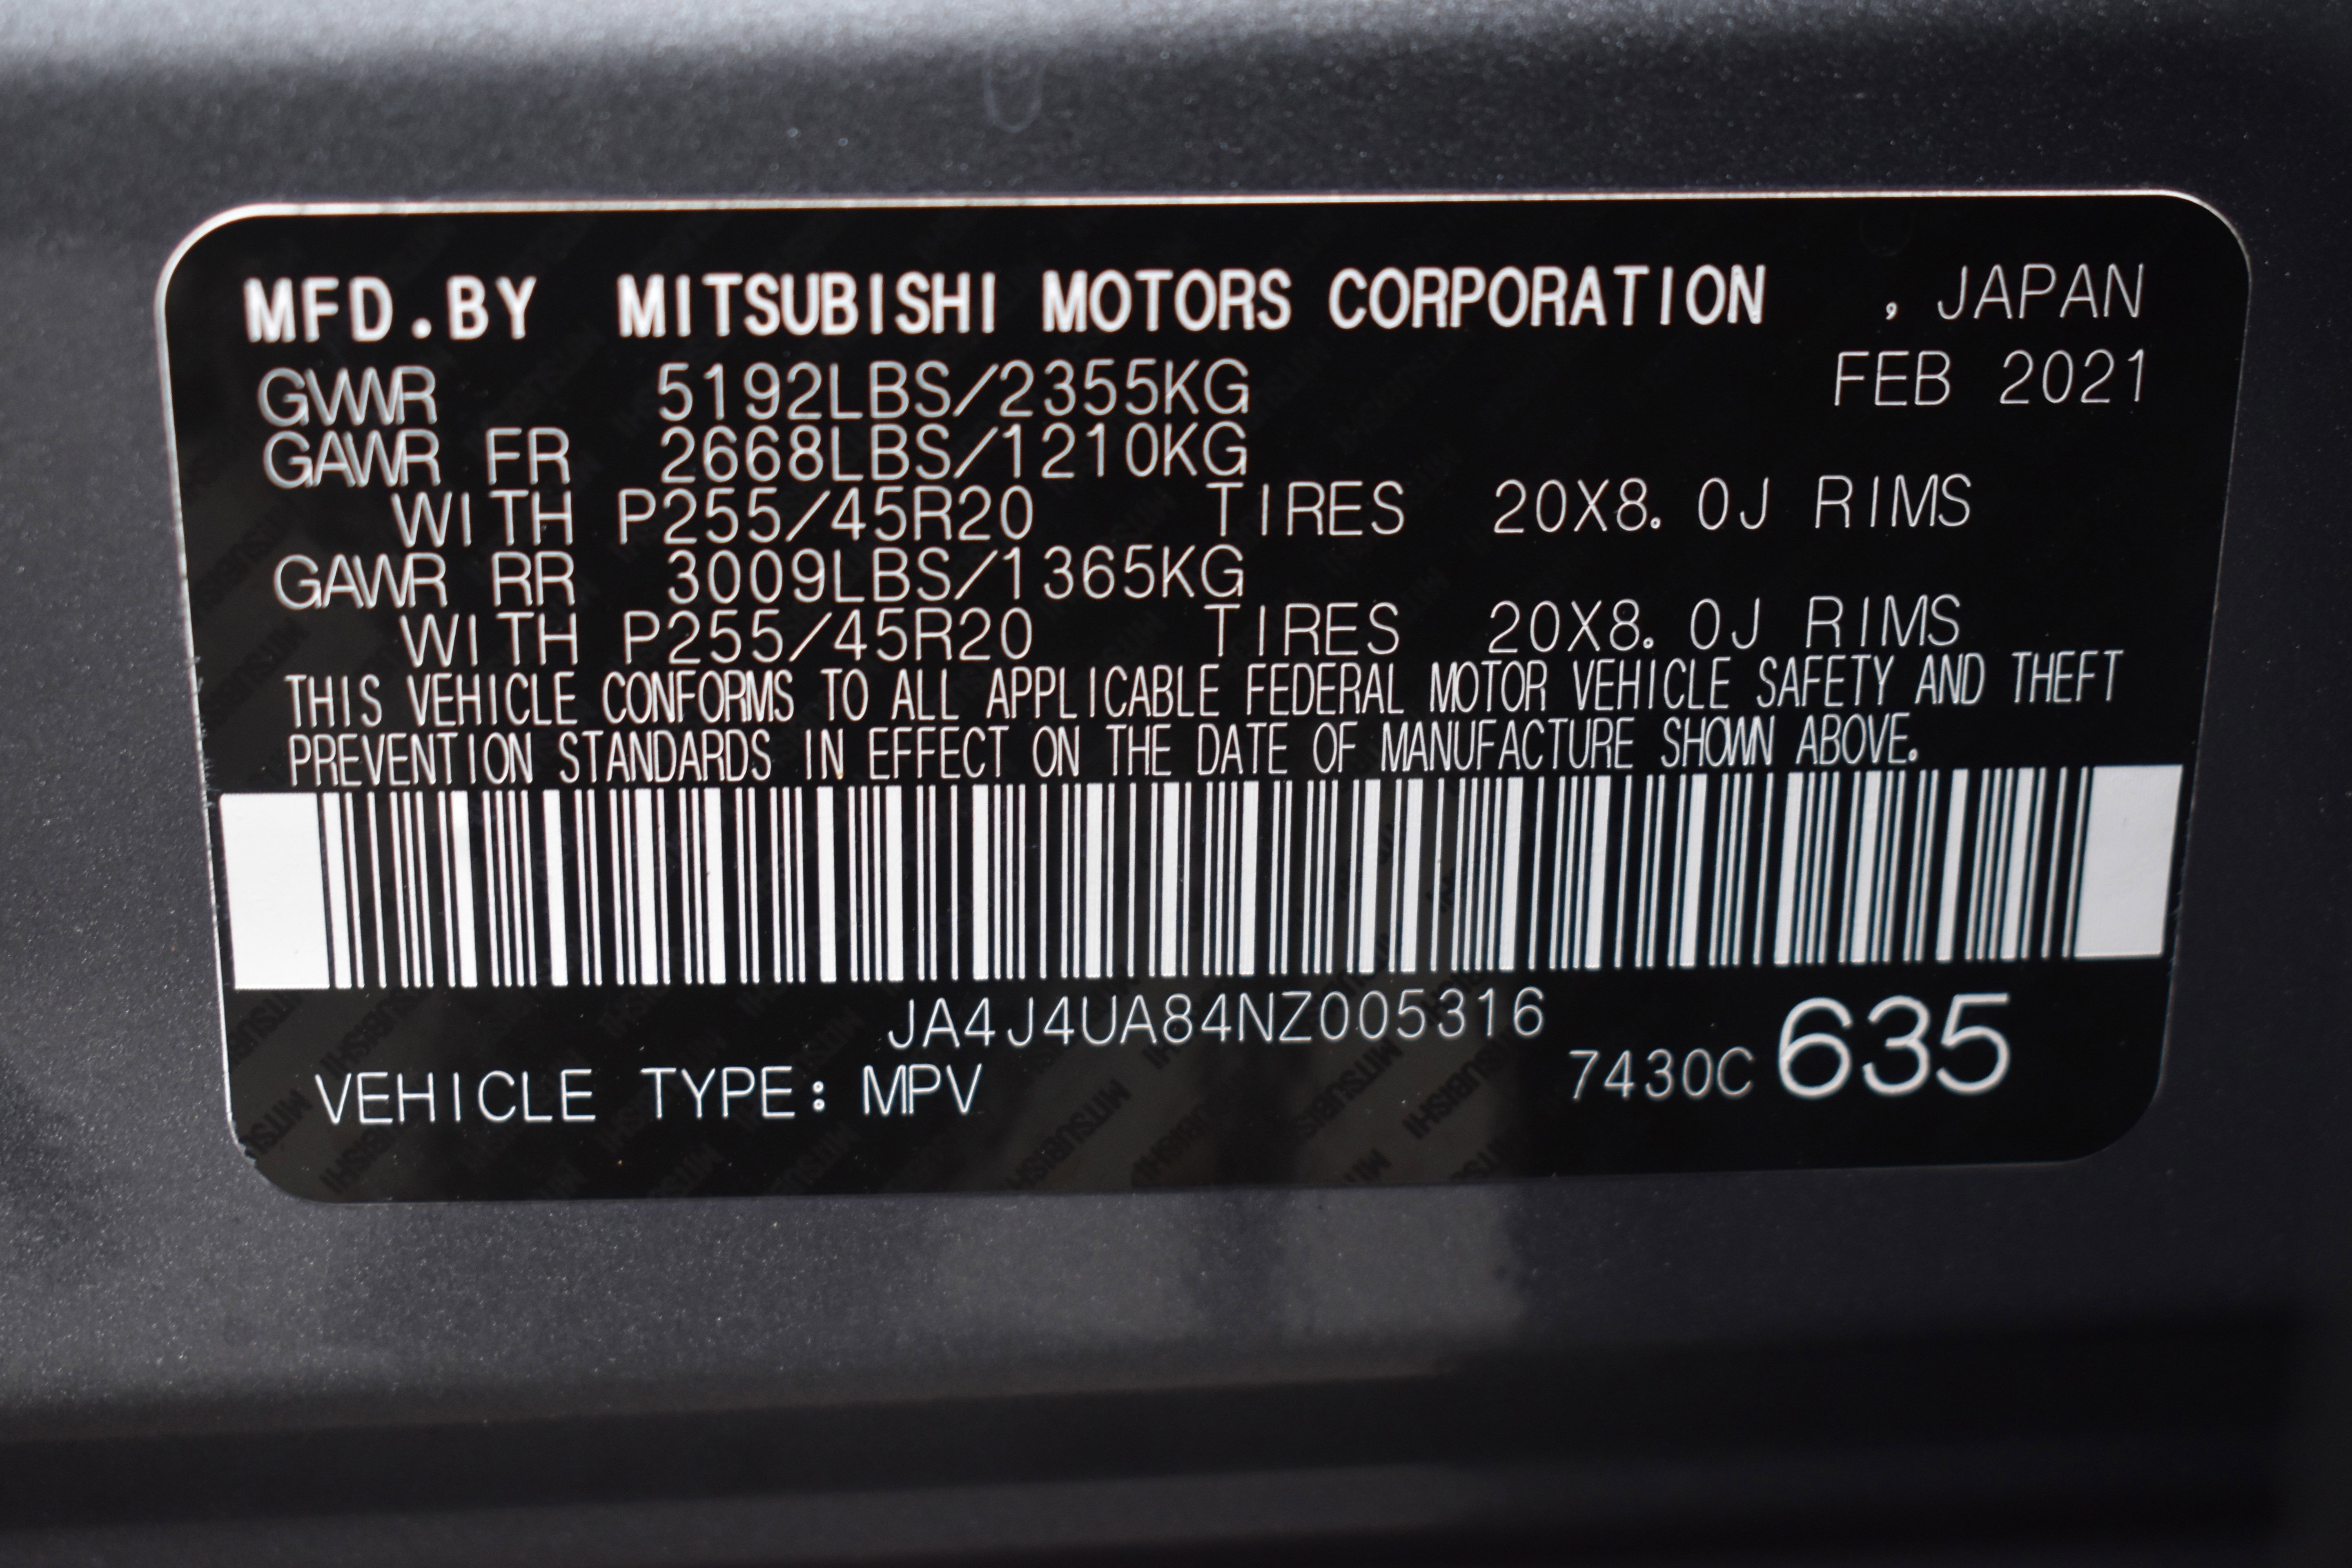 MFD.BY MITSUBISHI MOTORS CORPORATION , JAPAN
GVWR 5192LBS/2355KG FEB 2021
GAWR FR 2668LBS/1210KG
WITH P255/45R20 TIRES 20X8.0J RIMS
GAWR RR 3009LBS/1365KG
WITH P255/45R20 TIRES 20X8.0J RIMS
THIS VEHICLE CONFORMS TO ALL APPLICABLE FEDERAL MOTOR VEHICLE SAFETY AND THEFT
PREVENTION STANDARDS IN EFFECT ON THE DATE OF MANUFACTURE SHOWN ABOVE.
JA4J4UA84NZ005316
VEHICLE TYPE: MPV 7430C 635